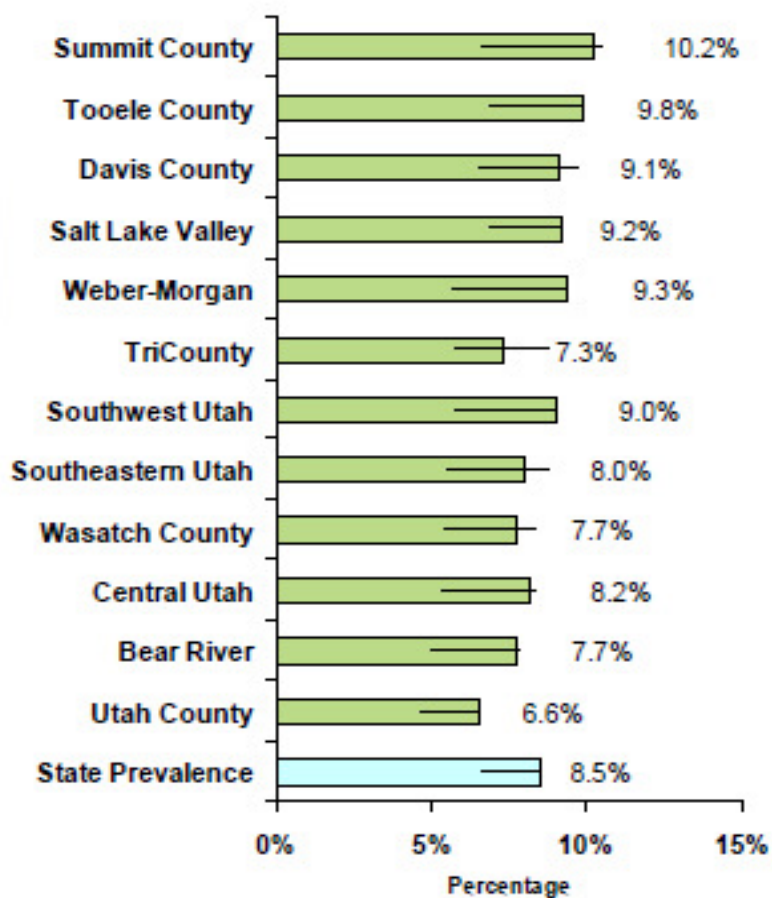 Summit County 10.2%
Tooele County 9.8%
Davis County 9.1%
Salt Lake Valley 9.2%
Weber-Morgan 9.3%
TriCounty 7.3%
Southwest Utah 9.0%
Southeastern Utah 8.0%
Wasatch County 7.7%
Central Utah 8.2%
Bear River 7.7%
Utah County 6.6%
State Prevalence 8.5%
0% 5% 10% 15%
Percentage